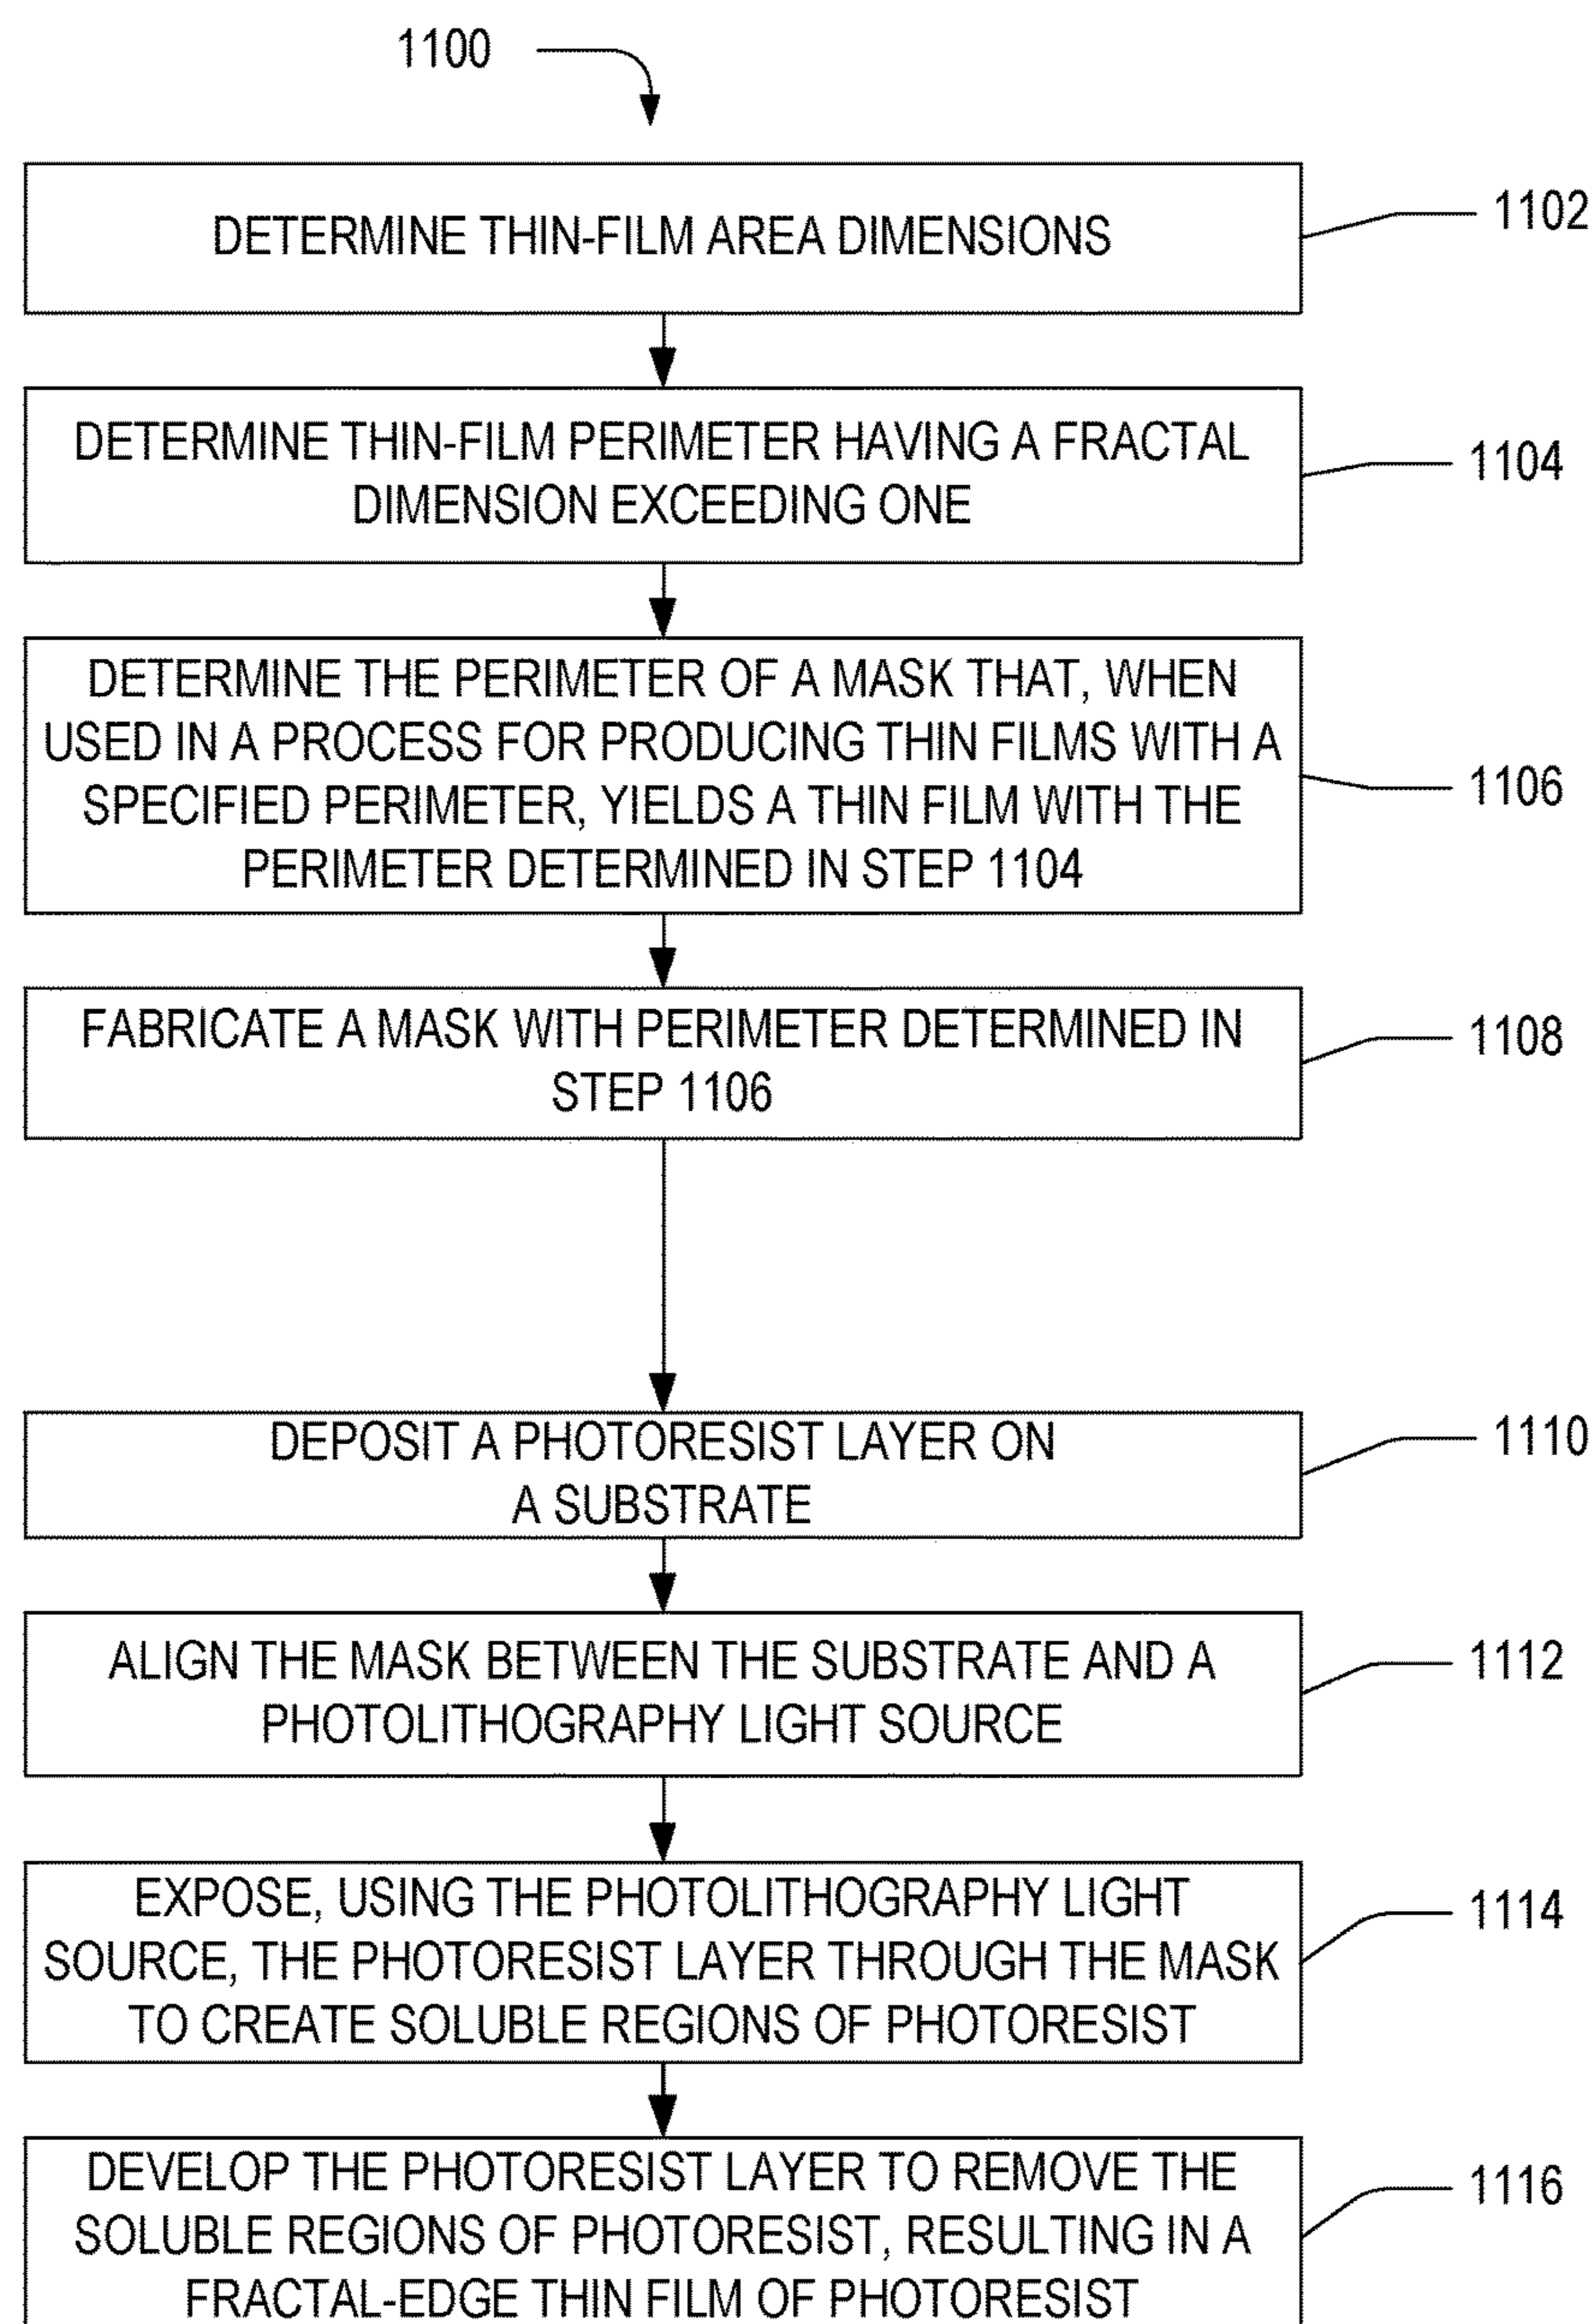 1100
DETERMINE THIN-FILM AREA DIMENSIONS
1102
DETERMINE THIN-FILM PERIMETER HAVING A FRACTAL
DIMENSION EXCEEDING ONE
1104
DETERMINE THE PERIMETER OF A MASK THAT, WHEN
USED IN A PROCESS FOR PRODUCING THIN FILMS WITH A
SPECIFIED PERIMETER, YIELDS A THIN FILM WITH THE
PERIMETER DETERMINED IN STEP 1104
1106
FABRICATE A MASK WITH PERIMETER DETERMINED IN
STEP 1106
1108
DEPOSIT A PHOTORESIST LAYER ON
A SUBSTRATE
1110
ALIGN THE MASK BETWEEN THE SUBSTRATE AND A
PHOTOLITHOGRAPHY LIGHT SOURCE
1112
EXPOSE, USING THE PHOTOLITHOGRAPHY LIGHT
SOURCE, THE PHOTORESIST LAYER THROUGH THE MASK
TO CREATE SOLUBLE REGIONS OF PHOTORESIST
1114
DEVELOP THE PHOTORESIST LAYER TO REMOVE THE
SOLUBLE REGIONS OF PHOTORESIST, RESULTING IN A
FRACTAL-EDGE THIN FILM OF PHOTORESIST
1116